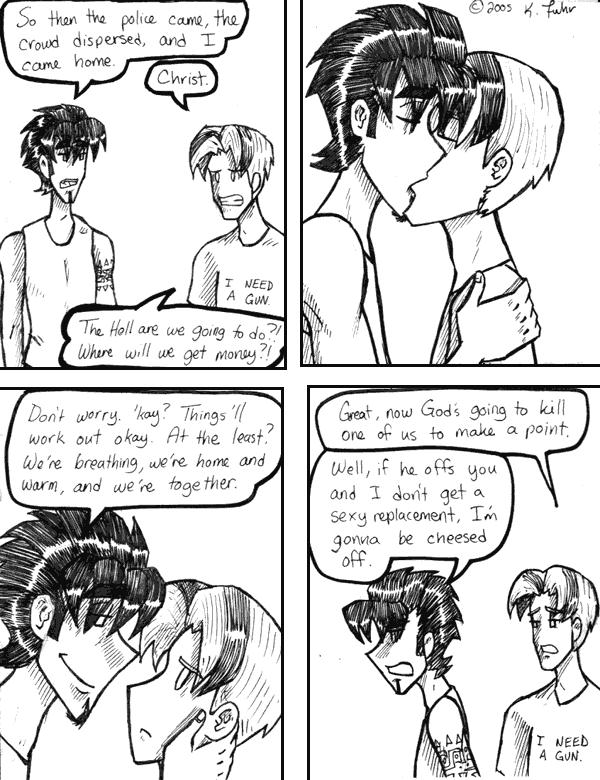 So then the police came, the
crowd dispersed, and I
came home.
Christ.
I NEED
A GUN.
The Hell are we going to do?!
Where will we get money?!
©2005 K. Fuhr
Don't worry. 'kay? Things'll
work out okay. At the least?
We're breathing, we're home and
warm, and we're together.
Great, now God's going to kill
one of us to make a point.
Well, if he offs you
and I don't get a
sexy replacement, I'm
gonna be cheesed
off.
I NEED
A GUN.